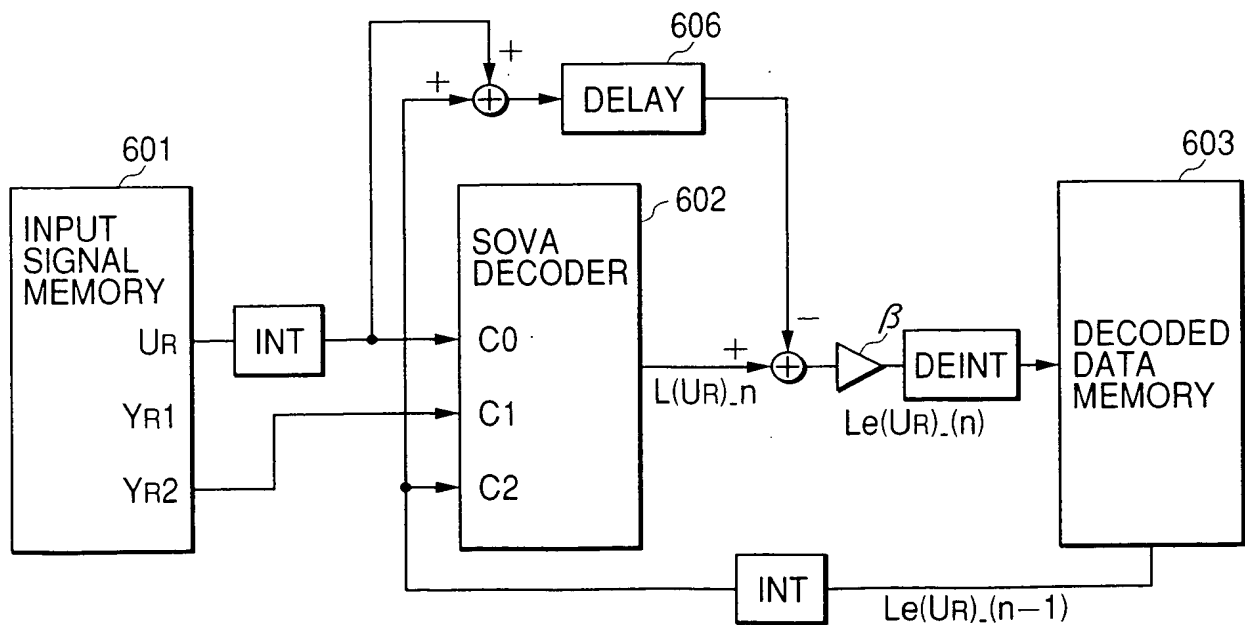 606
+
+
+
DELAY
601
INPUT
SIGNAL
MEMORY
UR
INT
YR1
YR2
602
SOVA
DECODER
C0
C1
C2
+
−
+
L(UR)_n
β
DEINT
Le(UR)_(n)
603
DECODED
DATA
MEMORY
INT
Le(UR)_(n−1)